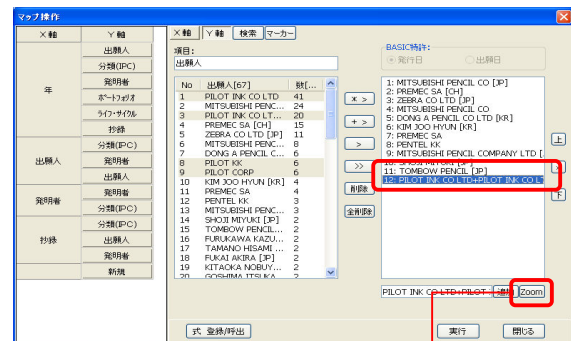 マップ操作
X軸 Y軸
年
出願人
分類(IPC)
発明者
ポートフォリオ
ライフ・サイクル
抄録
出願人
分類(IPC)
発明者
出願人
発明者
発明者
分類(IPC)
抄録
分類(IPC)
出願人
発明者
新規
X軸 Y軸 検索 マーカー
項目:
出願人
No 出願人[67] 数[...
1 PILOT INK CO LTD 41
2 MITSUBISHI PENC... 24
3 PILOT INK CO LT... 20
4 PREMEC SA [CH] 15
5 ZEBRA CO LTD [JP] 11
6 MITSUBISHI PENC... 8
7 DONG A PENCIL C... 6
8 PILOT KK 6
9 PILOT CORP 6
10 KIM JOO HYUN [KR] 4
11 PREMEC SA 3
12 PENTEL KK 3
13 MITSUBISHI PENC... 3
14 SHOJI MIYUKI [JP] 2
15 TOMBOW PENCIL... 2
16 FURUKAWA KAZU... 2
17 TAMANO HISAMI ... 2
18 FUKAI AKIRA [JP] 2
19 KITAOKA NOBUY... 2
20 GOSHIMA ITSUKA 2
* >
+ >
>
>>
削除
全削除
BASIC特許:
発行日 出願日
1: MITSUBISHI PENCIL CO [JP]
2: PREMEC SA [CH]
3: ZEBRA CO LTD [JP]
4: MITSUBISHI PENCIL CO
5: DONG A PENCIL CO LTD [KR]
6: KIM JOO HYUN [KR]
7: PREMEC SA
8: PENTEL KK
9: MITSUBISHI PENCIL COMPANY LTD [
10: SHOJI MIYUKI [JP]
11: TOMBOW PENCIL [JP]
12: PILOT INK CO LTD+PILOT INK CO LT
上
下
PILOT INK CO LTD+PILOT 追加 Zoom
式 登録/呼出
実行 閉じる